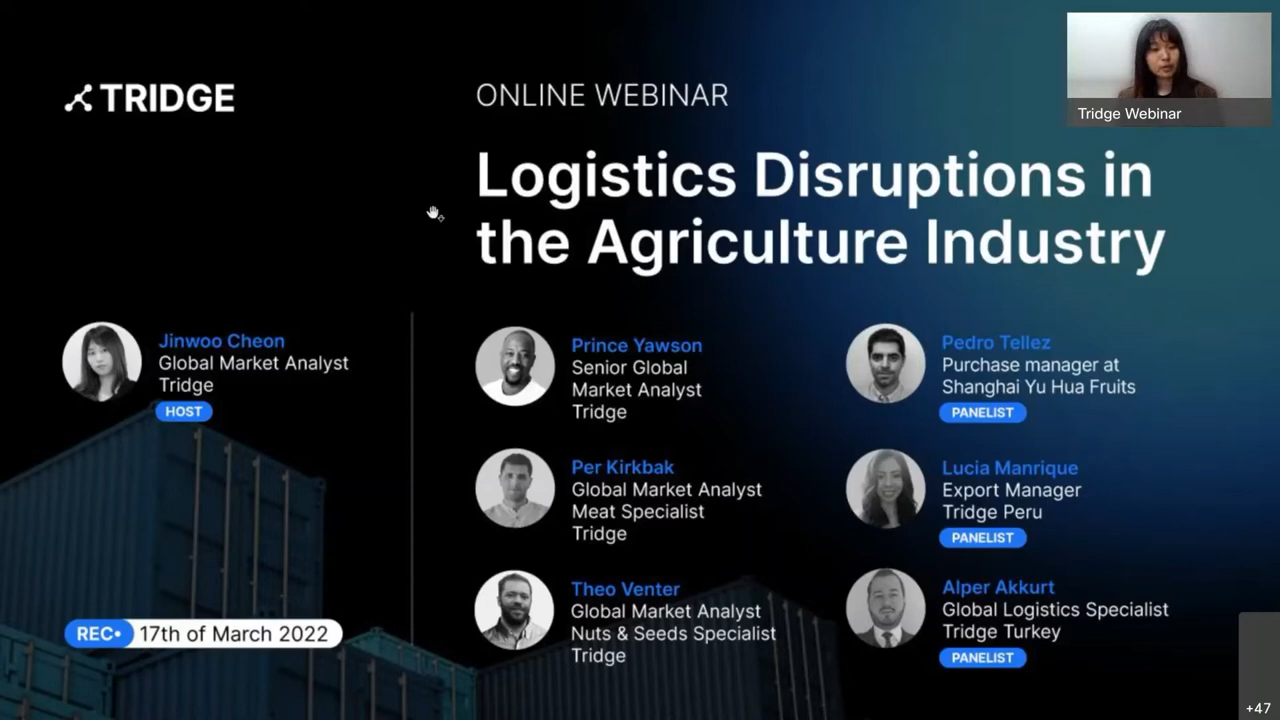 TRIDGE
ONLINE WEBINAR
Logistics Disruptions in
the Agriculture Industry
Tridge Webinar
Jinwoo Cheon
Global Market Analyst
Tridge
HOST
Prince Yawson
Senior Global
Market Analyst
Tridge
Pedro Tellez
Purchase manager at
Shanghai Yu Hua Fruits
PANELIST
Per Kirkbak
Global Market Analyst
Meat Specialist
Tridge
Lucia Manrique
Export Manager
Tridge Peru
PANELIST
Theo Venter
Global Market Analyst
Nuts & Seeds Specialist
Tridge
Alper Akkurt
Global Logistics Specialist
Tridge Turkey
PANELIST
REC• 17th of March 2022
+47